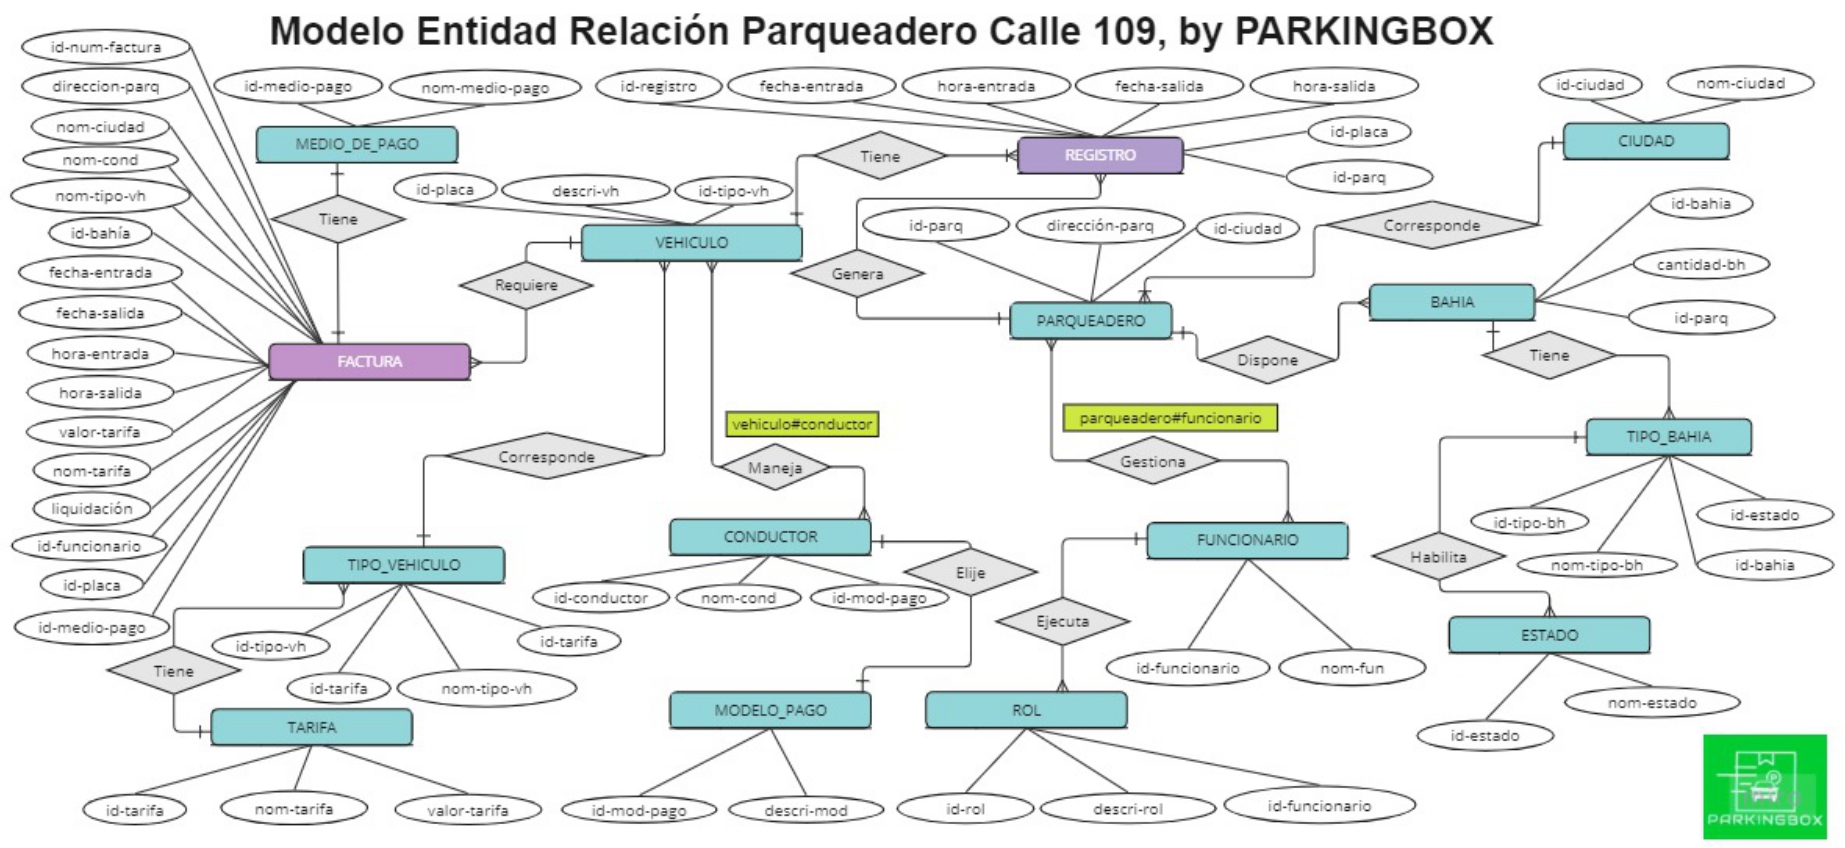 Modelo Entidad Relación Parqueadero Calle 109, by PARKINGBOX
id-num-factura
direccion-parq
nom-ciudad
nom-cond
nom-tipo-vh
id-bahía
fecha-entrada
fecha-salida
hora-entrada
hora-salida
valor-tarifa
nom-tarifa
liquidación
id-funcionario
id-placa
id-medio-pago
id-medio-pago
nom-medio-pago
MEDIO_DE_PAGO
Tiene
FACTURA
Requiere
id-placa
descri-vh
id-tipo-vh
VEHICULO
Tiene
id-registro
fecha-entrada
hora-entrada
fecha-salida
hora-salida
id-placa
id-parq
REGISTRO
Genera
id-parq
dirección-parq
id-ciudad
PARQUEADERO
id-ciudad
nom-ciudad
CIUDAD
Corresponde
id-bahia
cantidad-bh
id-parq
BAHIA
Dispone
Tiene
TIPO_BAHIA
id-tipo-bh
nom-tipo-bh
id-estado
id-bahia
Habilita
ESTADO
id-estado
nom-estado
vehiculo#conductor
Maneja
parqueadero#funcionario
Gestiona
Corresponde
TIPO_VEHICULO
id-tipo-vh
id-tarifa
nom-tipo-vh
id-tarifa
Tiene
TARIFA
id-tarifa
nom-tarifa
valor-tarifa
CONDUCTOR
id-conductor
nom-cond
id-mod-pago
Elije
MODELO_PAGO
id-mod-pago
descri-mod
FUNCIONARIO
id-funcionario
nom-fun
Ejecuta
ROL
id-rol
descri-rol
id-funcionario
PARKINGBOX